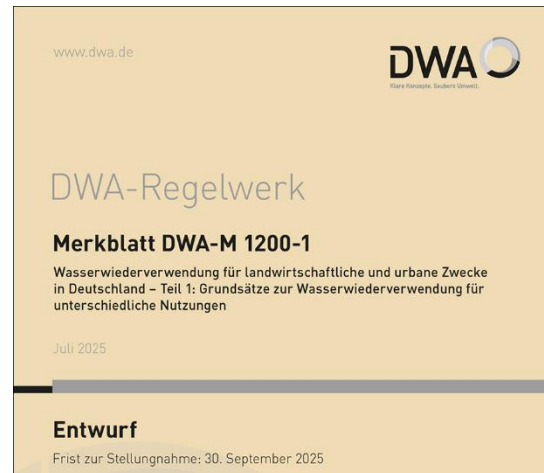 www.dwa.de
DWA
Klare Konzepte. Saubere Umwelt.
DWA-Regelwerk
Merkblatt DWA-M 1200-1
Wasserwiederverwendung für landwirtschaftliche und urbane Zwecke
in Deutschland – Teil 1: Grundsätze zur Wasserwiederverwendung für
unterschiedliche Nutzungen
Juli 2025
Entwurf
Frist zur Stellungnahme: 30. September 2025